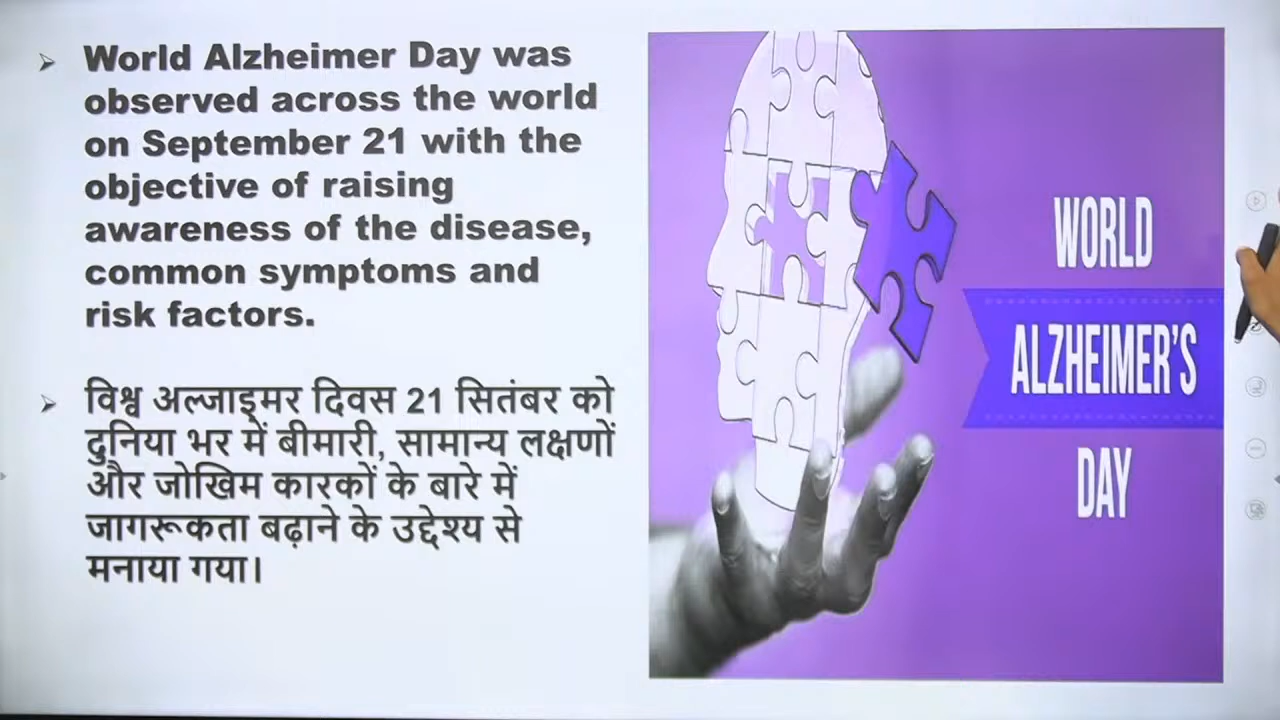 World Alzheimer Day was
observed across the world
on September 21 with the
objective of raising
awareness of the disease,
common symptoms and
risk factors.
विश्व अल्जाइमर दिवस 21 सितंबर को
दुनिया भर में बीमारी, सामान्य लक्षणों
और जोखिम कारकों के बारे में
जागरूकता बढ़ाने के उद्देश्य से
मनाया गया।
WORLD
ALZHEIMER'S
DAY